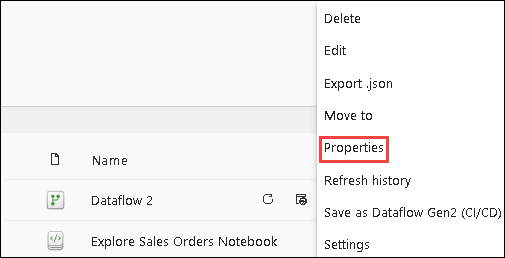 Delete
Edit
Export .json
Move to
Properties
Refresh history
Save as Dataflow Gen2 (CI/CD)
Settings
Name
Dataflow 2
Explore Sales Orders Notebook